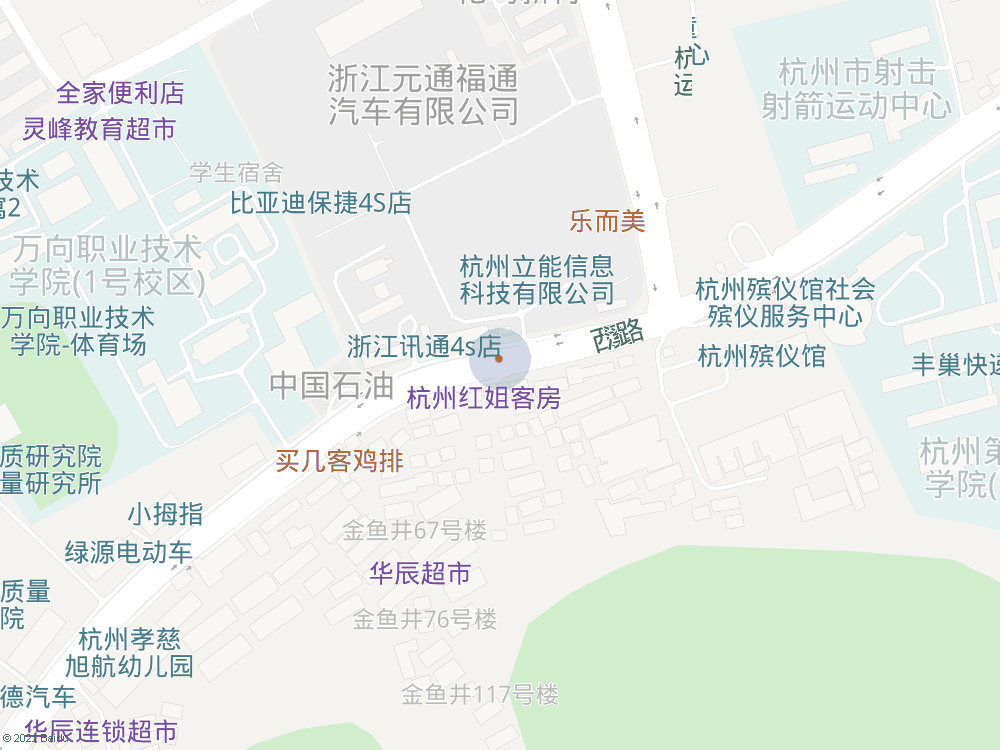 全家便利店
灵峰教育超市
浙江元通福通
汽车有限公司
杭州市射击
射箭运动中心
学生宿舍
比亚迪保捷4S店
乐而美
万向职业技术
学院(1号校区)
杭州立能信息
科技有限公司
杭州殡仪馆社会
殡仪服务中心
万向职业技术
学院-体育场
浙江讯通4s店
西溪路
杭州殡仪馆
丰巢快
中国石油
杭州红姐客房
买几客鸡排
质研究院
量研究所
杭州第
学院(
小拇指
金鱼井67号楼
绿源电动车
华辰超市
质量
院
金鱼井76号楼
杭州孝慈
旭航幼儿园
德汽车
金鱼井117号楼
华辰连锁超市